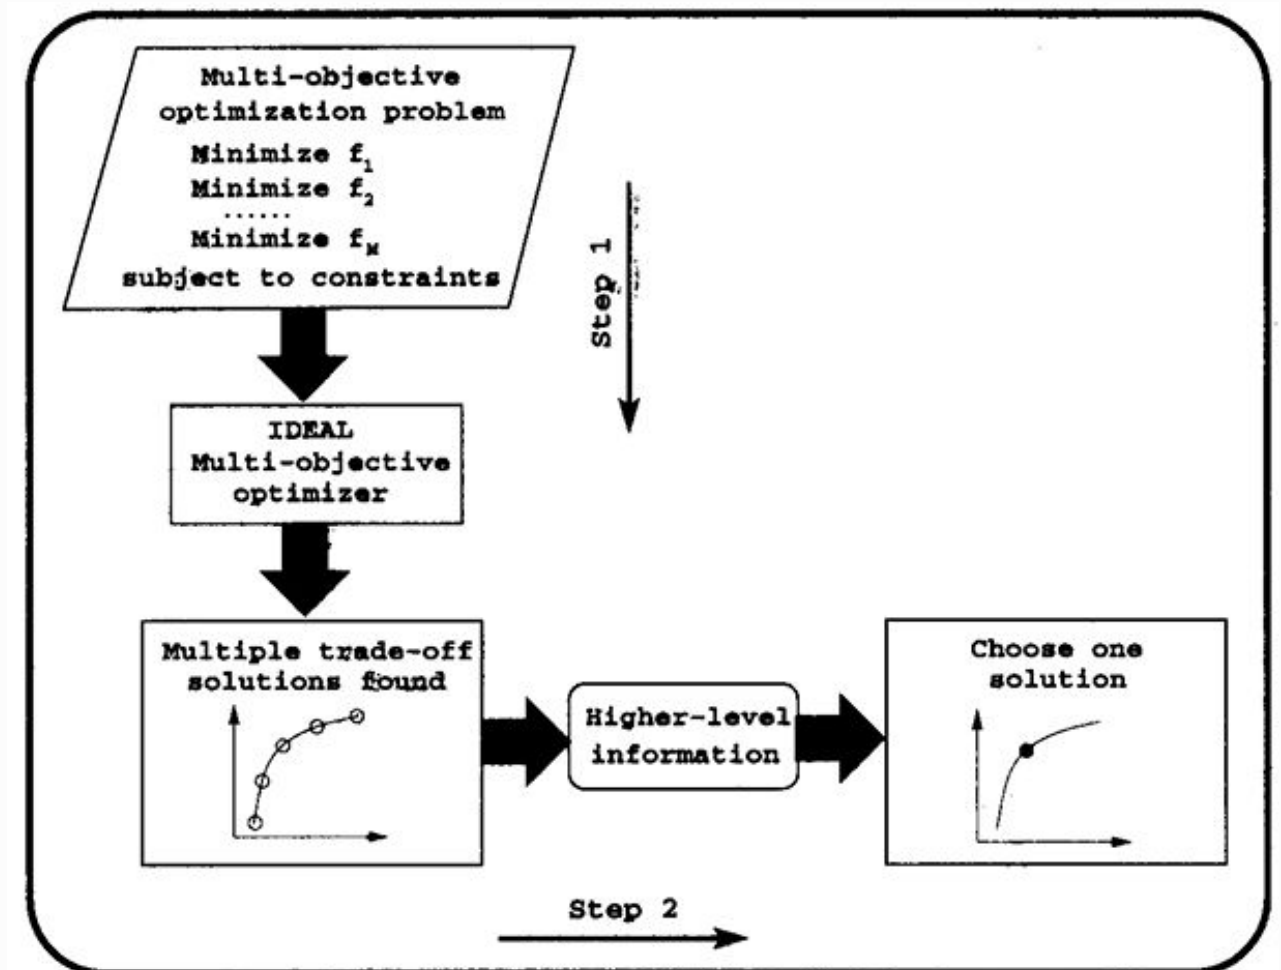 Multi-objective
optimization problem
Minimize f1
Minimize f2
......
Minimize fM
subject to constraints
Step 1
IDEAL
Multi-objective
optimizer
Multiple trade-off
solutions found
Higher-level
information
Choose one
solution
Step 2